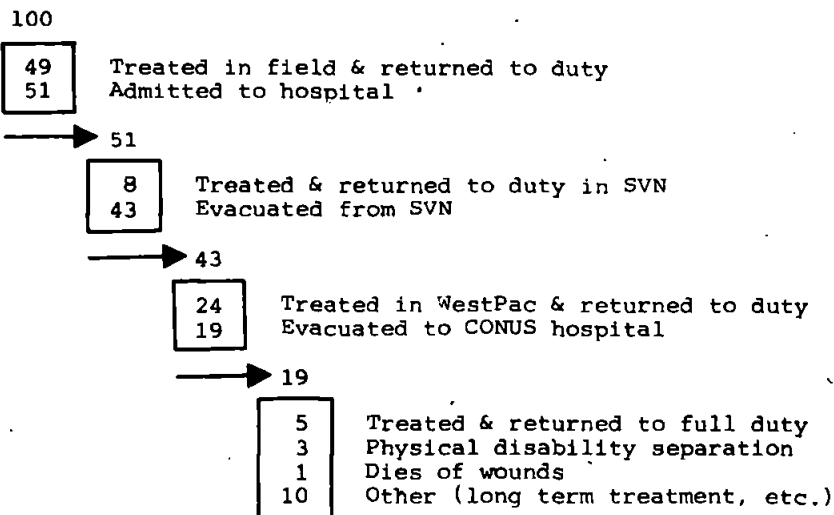 100
49 Treated in field & returned to duty
51 Admitted to hospital
51
8 Treated & returned to duty in SVN
43 Evacuated from SVN
43
24 Treated in WestPac & returned to duty
19 Evacuated to CONUS hospital
19
5 Treated & returned to full duty
3 Physical disability separation
1 Dies of wounds
10 Other (long term treatment, etc.)